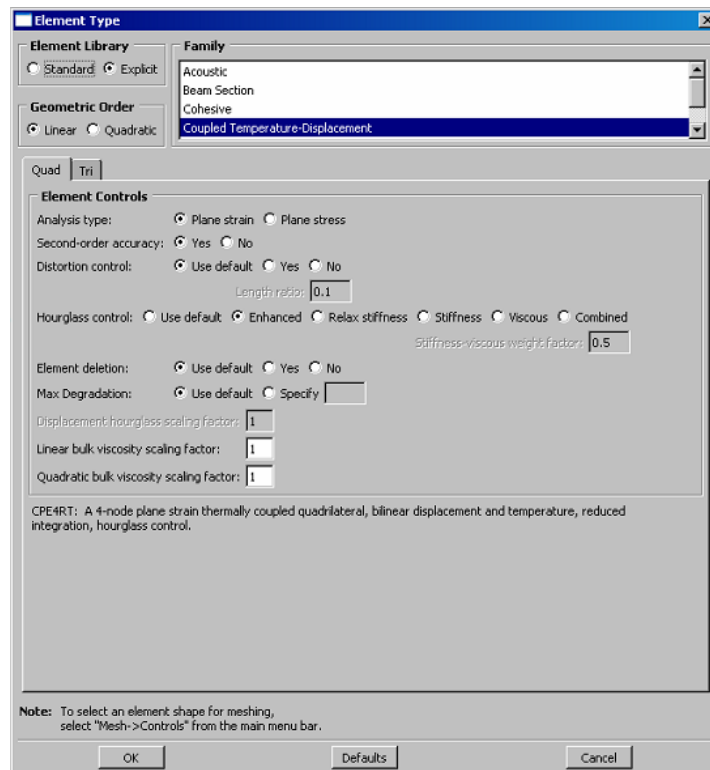 Element Type
Element Library
Standard Explicit
Family
Acoustic
Beam Section
Cohesive
Coupled Temperature-Displacement
Geometric Order
Linear Quadratic
Quad Tri
Element Controls
Analysis type: Plane strain Plane stress
Second-order accuracy: Yes No
Distortion control: Use default Yes No
Length ratio: 0.1
Hourglass control: Use default Enhanced Relax stiffness Stiffness Viscous Combined
Stiffness-viscous weight factor: 0.5
Element deletion: Use default Yes No
Max Degradation: Use default Specify
Displacement hourglass scaling factor: 1
Linear bulk viscosity scaling factor: 1
Quadratic bulk viscosity scaling factor: 1
CPE4RT: A 4-node plane strain thermally coupled quadrilateral, bilinear displacement and temperature, reduced
integration, hourglass control.
Note: To select an element shape for meshing,
select "Mesh->Controls" from the main menu bar.
OK Defaults Cancel